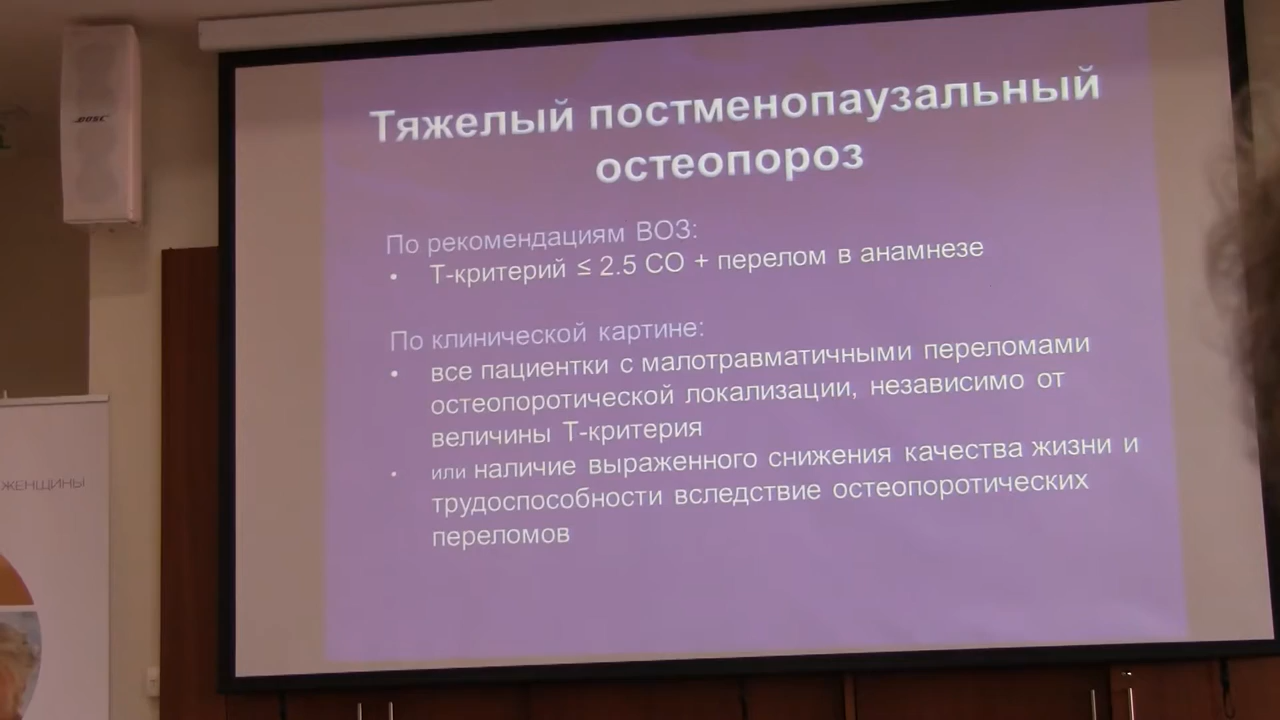 BOSE
Тяжелый постменопаузальный
остеопороз
По рекомендациям ВОЗ:
• Т-критерий ≤ 2.5 СО + перелом в анамнезе
По клинической картине:
• все пациентки с малотравматичными переломами
остеопоротической локализации, независимо от
величины Т-критерия
• или наличие выраженного снижения качества жизни и
трудоспособности вследствие остеопоротических
переломов
ЖЕНЩИНЫ